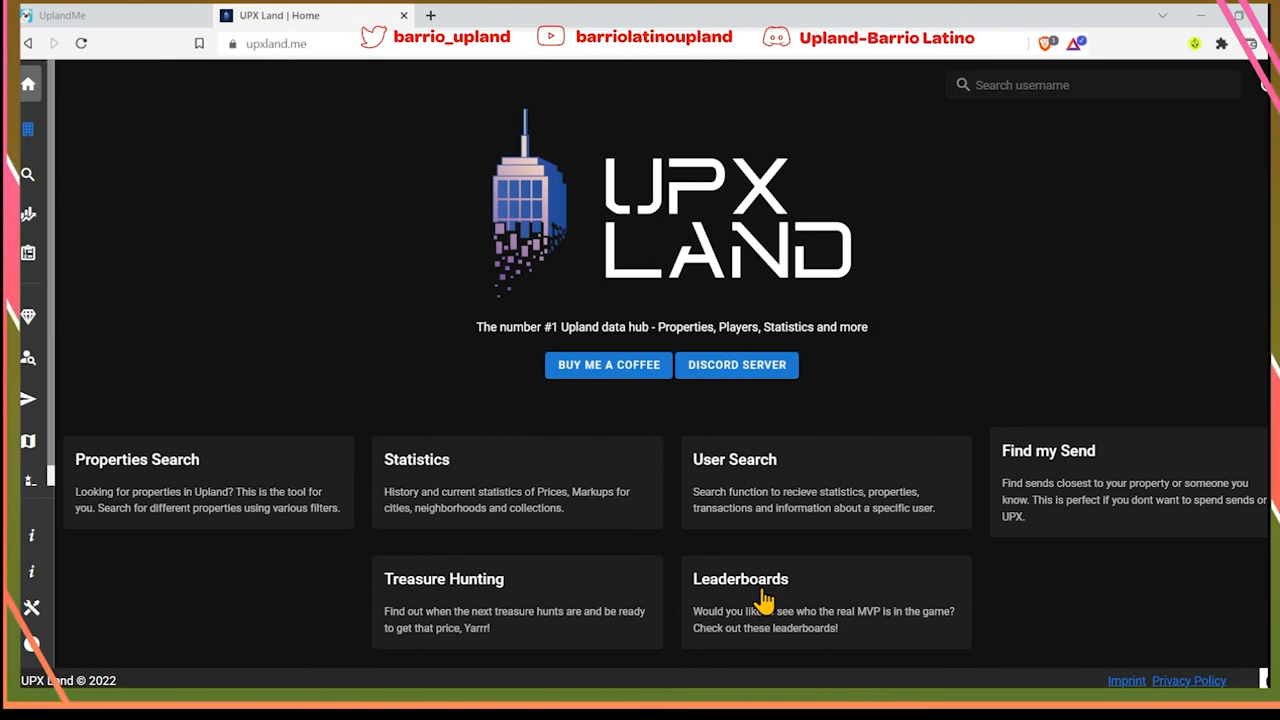 UplandMe
UPX Land | Home
upxland.me
barrio_upland
barriolatinoupland
Upland-Barrio Latino
Search username
UPX
LAND
The number #1 Upland data hub - Properties, Players, Statistics and more
BUY ME A COFFEE
DISCORD SERVER
Properties Search
Looking for properties in Upland? This is the tool for
you. Search for different properties using various filters.
Statistics
History and current statistics of Prices, Markups for
cities, neighborhoods and collections.
User Search
Search function to recieve statistics, properties,
transactions and information about a specific user.
Find my Send
Find sends closest to your property or someone you
know. This is perfect if you dont want to spend sends or
UPX.
Treasure Hunting
Find out when the next treasure hunts are and be ready
to get that price, Yarrr!
Leaderboards
Would you see who the real MVP is in the game?
Check out these leaderboards!
UPX Land © 2022
Imprint
Privacy Policy